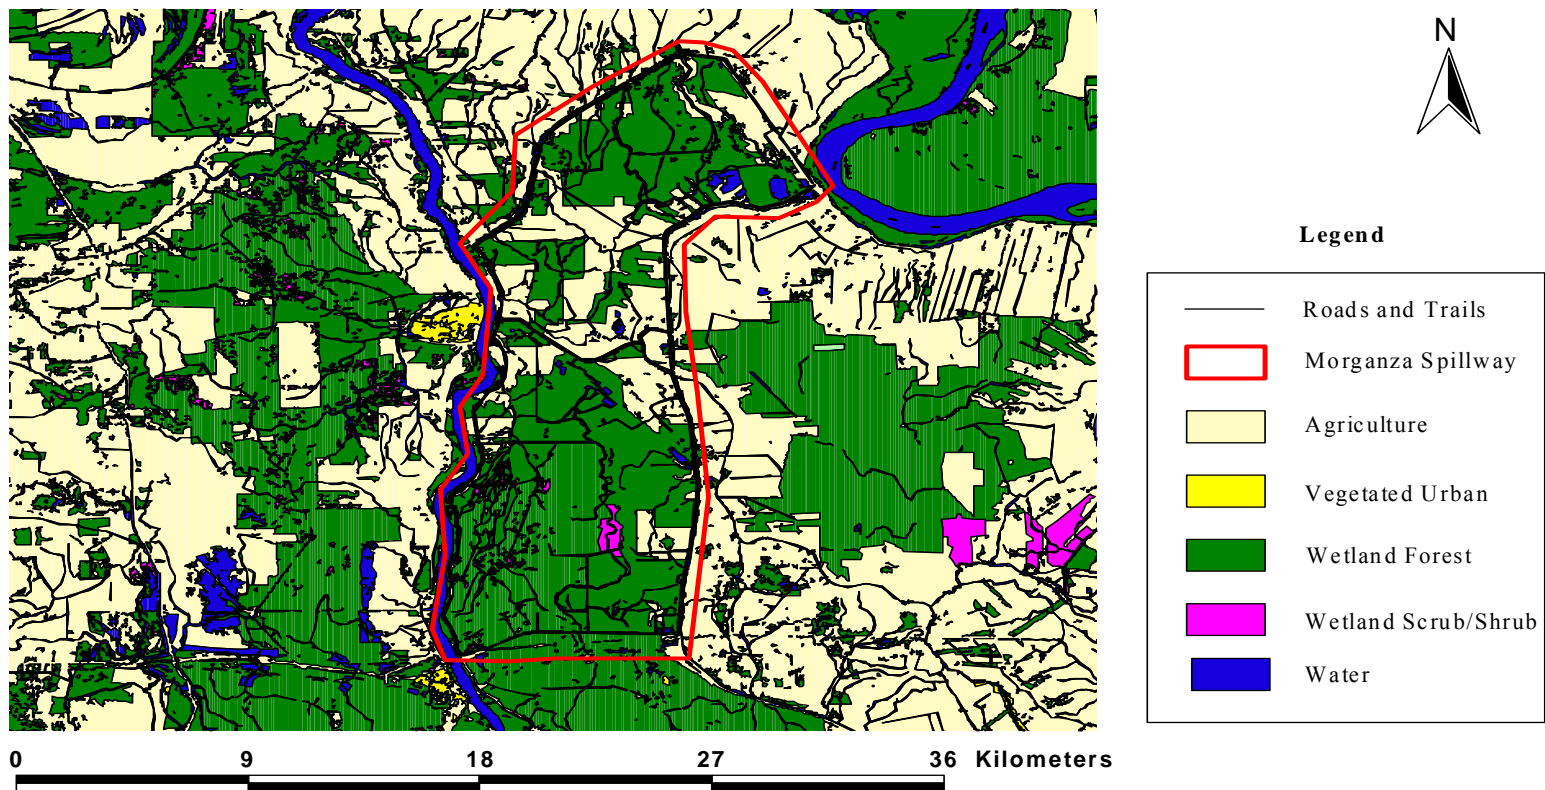 N
Legend
Roads and Trails
Morganza Spillway
Agriculture
Vegetated Urban
Wetland Forest
Wetland Scrub/Shrub
Water
0 9 18 27 36 Kilometers